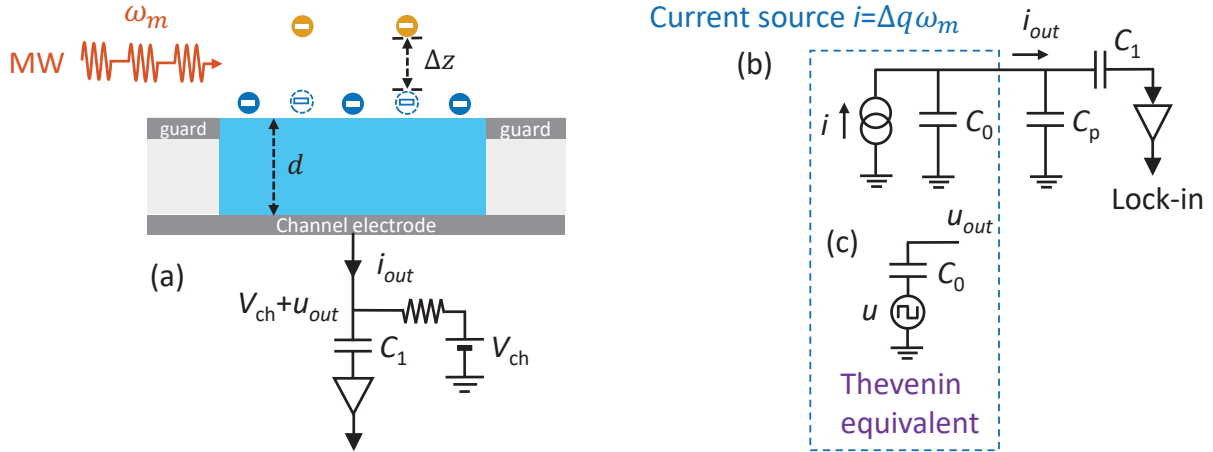 ω_m
MW
Δz
guard
guard
d
Channel electrode
(a)
i_out
V_ch+u_out
C_1
V_ch
Current source i=Δqω_m
i_out
(b)
C_1
i
C_0
C_p
Lock-in
(c)
u_out
C_0
u
Thevenin
equivalent